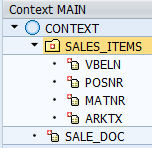 Context MAIN
CONTEXT
SALES_ITEMS
VBELN
POSNR
MATNR
ARKTX
SALE_DOC